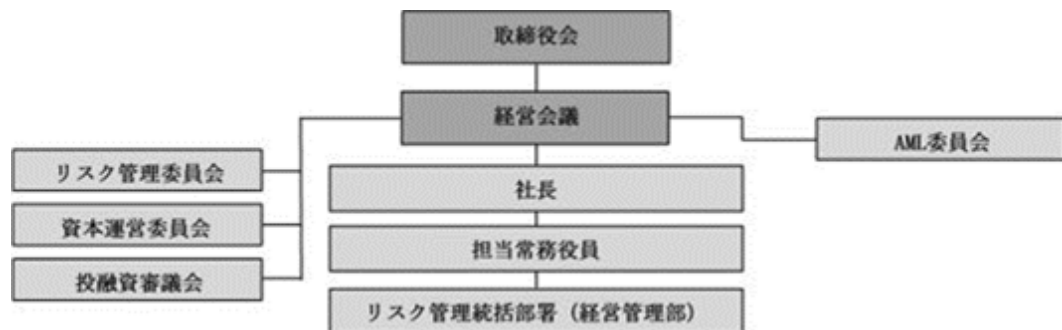 取締役会
経営会議
AML委員会
リスク管理委員会
社長
資本運営委員会
担当常務役員
投融資審議会
リスク管理統括部署（経営管理部）